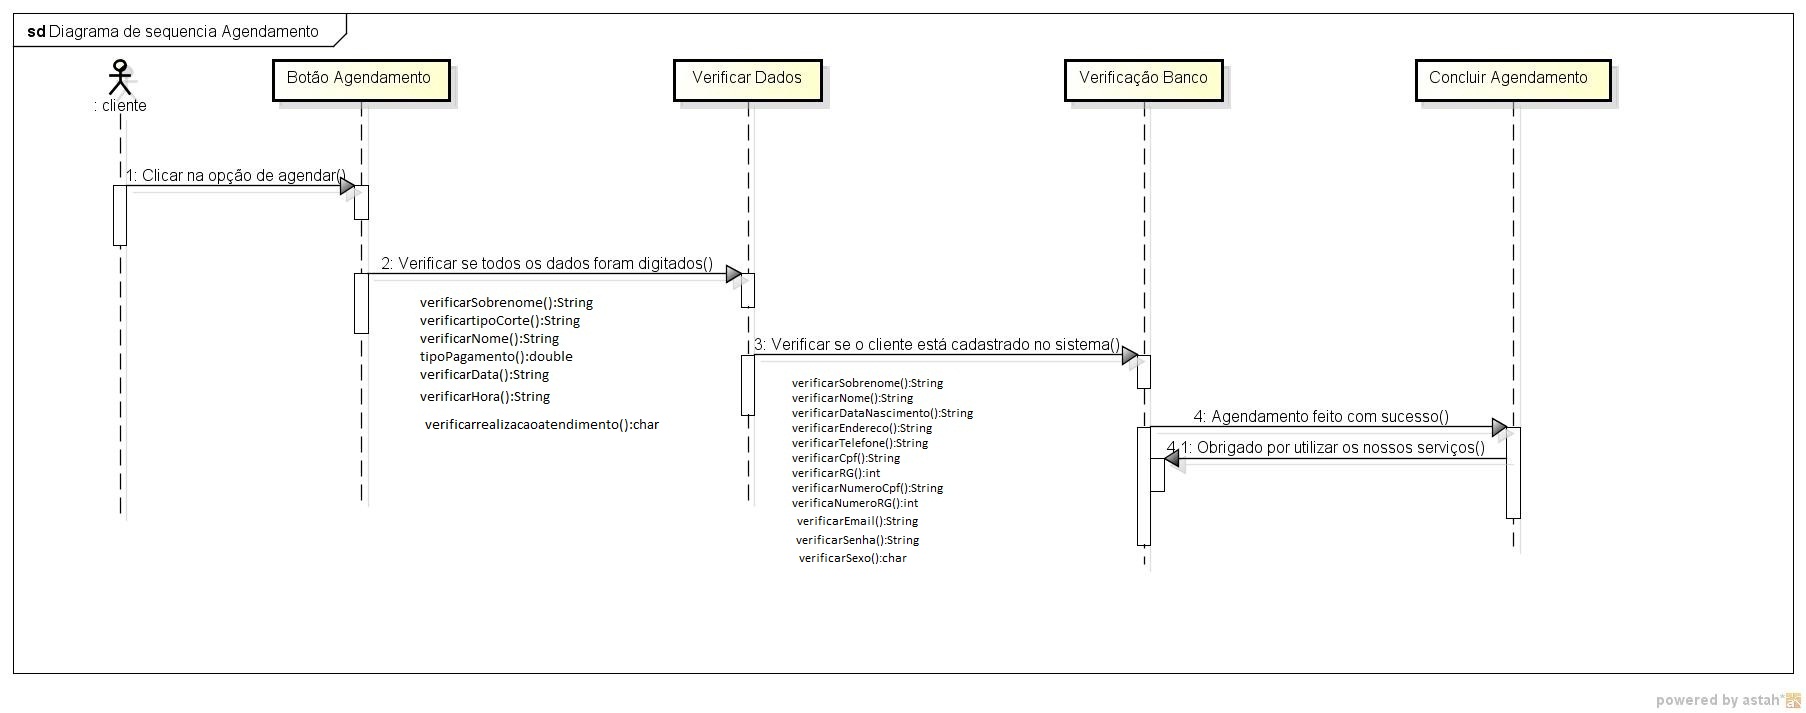 sd Diagrama de sequencia Agendamento
: cliente
Botão Agendamento
Verificar Dados
Verificação Banco
Concluir Agendamento
1: Clicar na opção de agendar()
2: Verificar se todos os dados foram digitados()
verificarSobrenome():String
verificartipoCorte():String
verificarNome():String
tipoPagamento():double
verificarData():String
verificarHora():String
verificarrealizacaoatendimento():char
3: Verificar se o cliente está cadastrado no sistema()
verificarSobrenome():String
verificarNome():String
verificarDataNascimento():String
verificarEndereco():String
verificarTelefone():String
verificarCpf():String
verificarRG():int
verificarNumeroCpf():String
verificaNumeroRG():int
verificarEmail():String
verificarSenha():String
verificarSexo():char
4: Agendamento feito com sucesso()
4.1: Obrigado por utilizar os nossos serviços()
powered by astah*